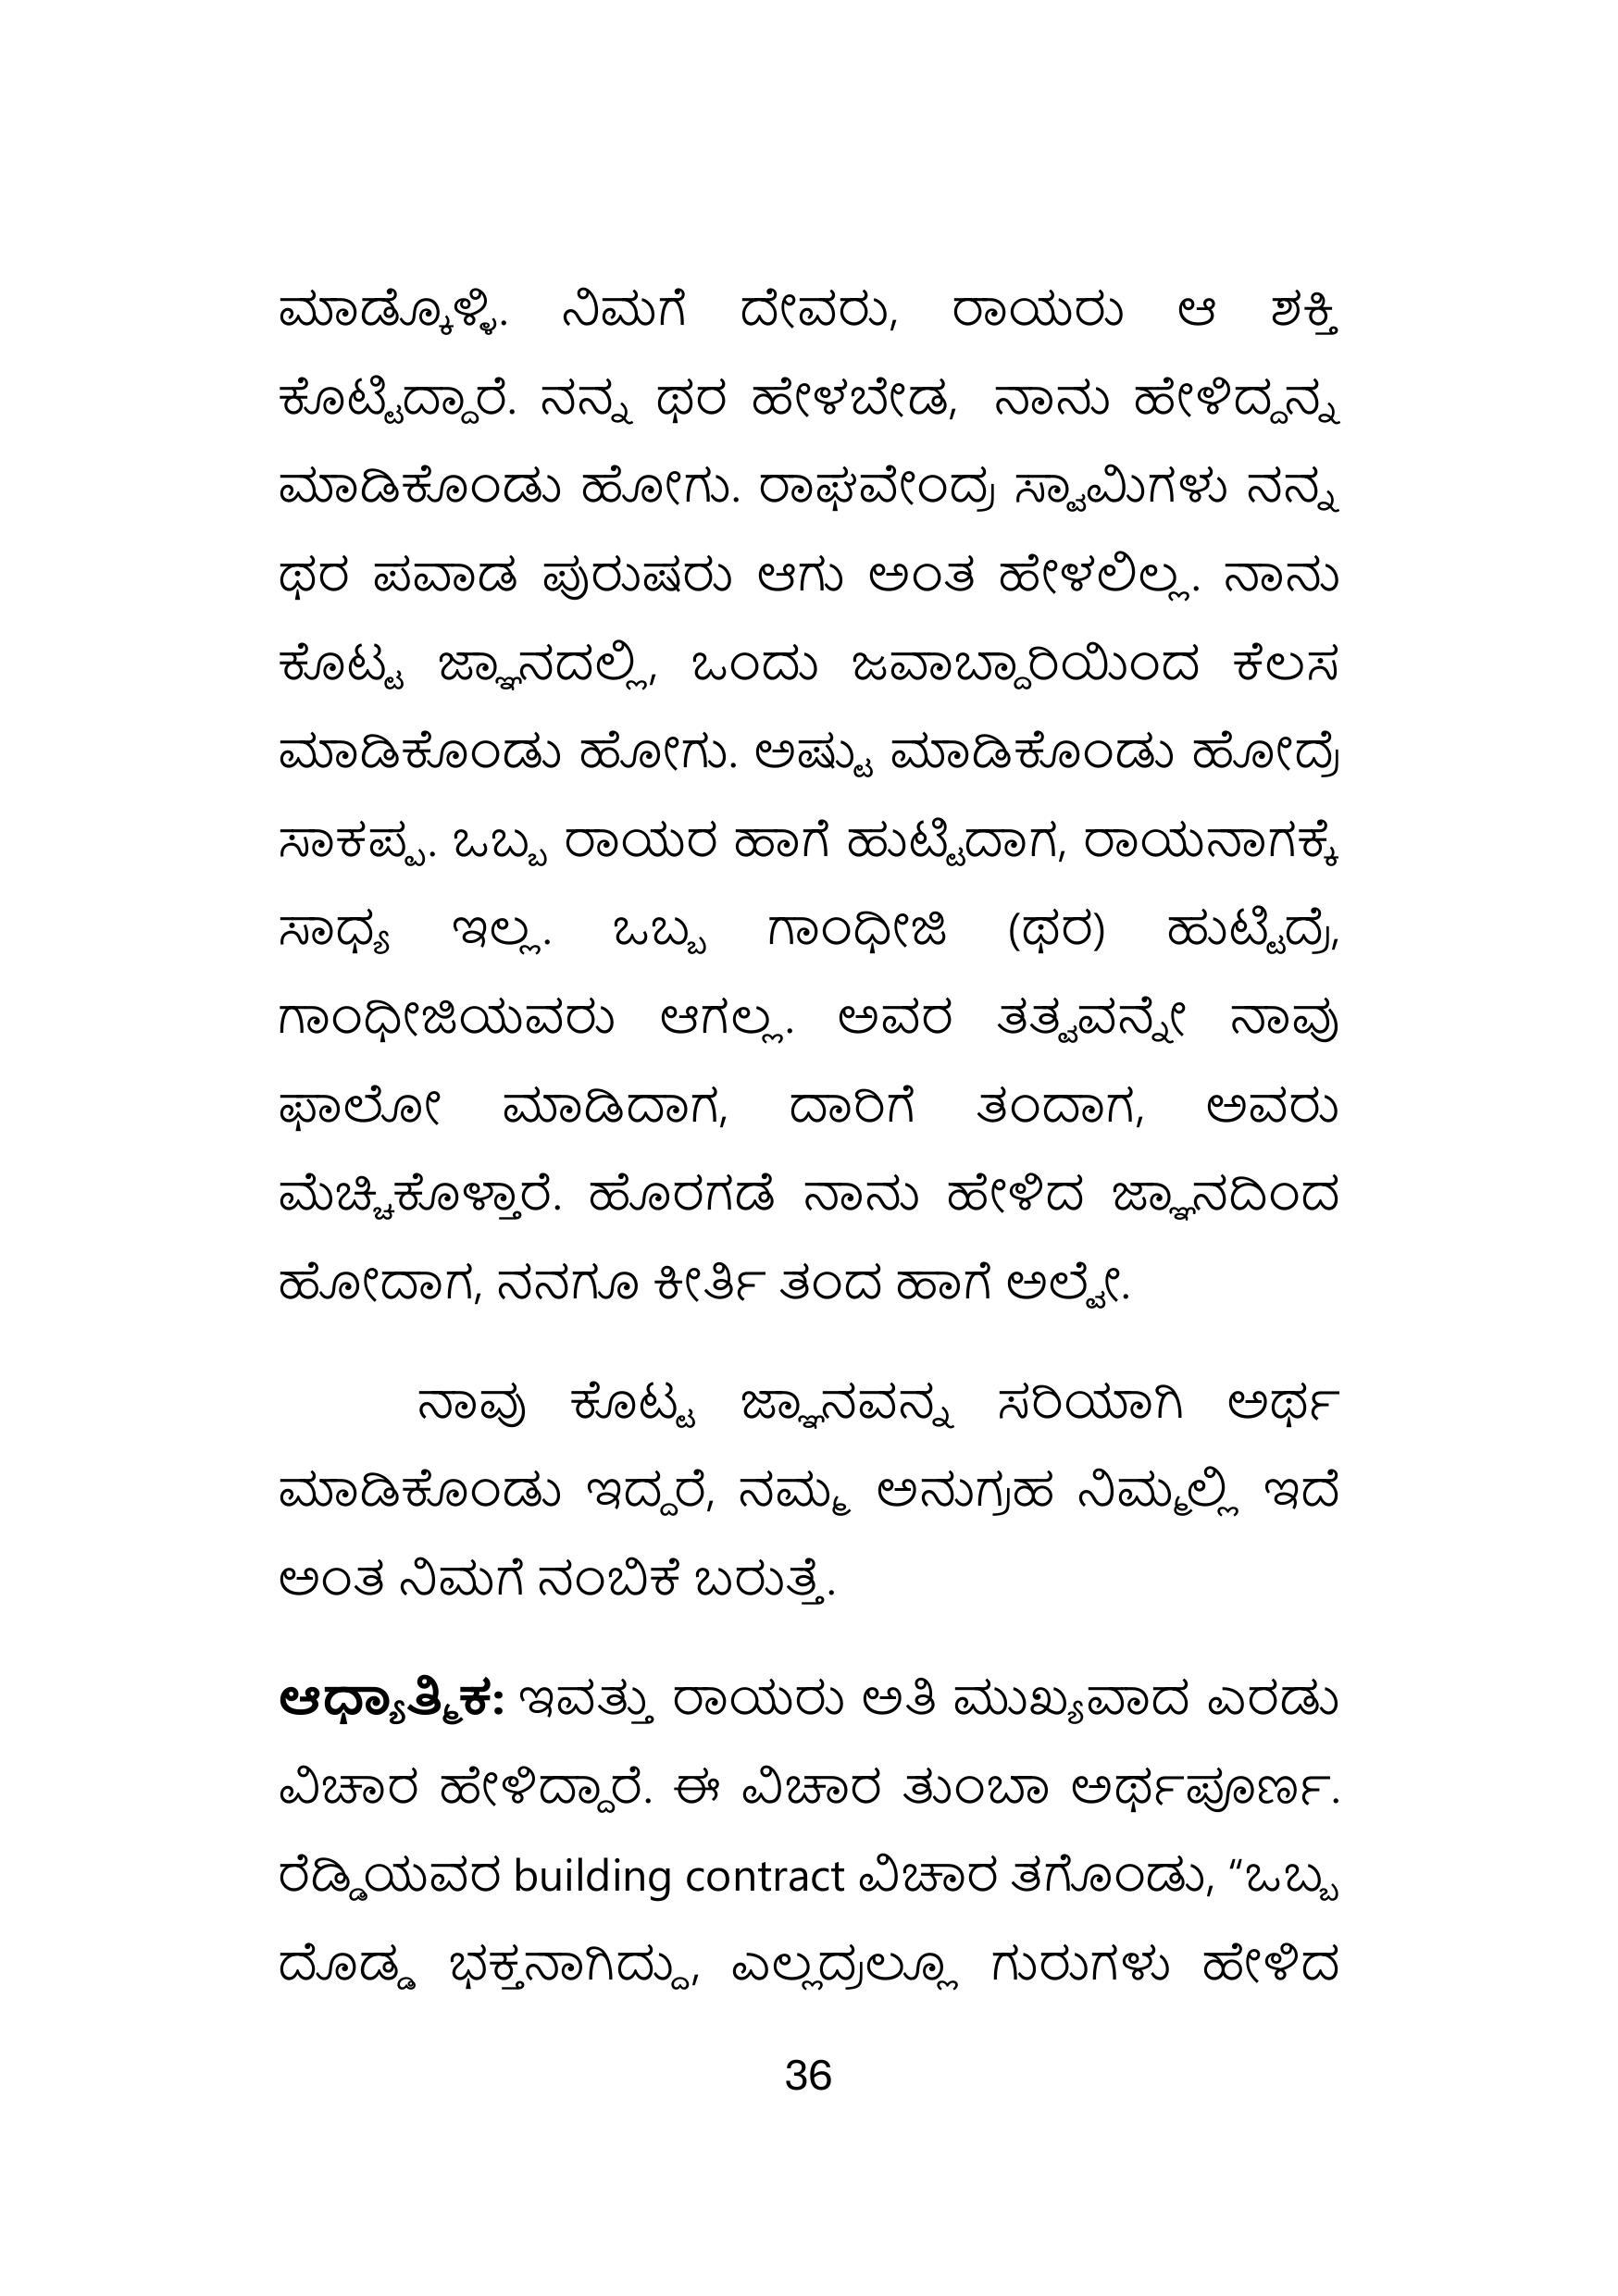 ಮಾಡ್ಕೊಳ್ಳಿ. ನಿಮಗೆ ದೇವರು, ರಾಯರು ಆ ಶಕ್ತಿ
ಕೊಟ್ಟಿದ್ದಾರೆ. ನನ್ನ ಥರ ಹೇಳಬೇಡ, ನಾನು ಹೇಳಿದ್ದನ್ನ
ಮಾಡಿಕೊಂಡು ಹೋಗು. ರಾಘವೇಂದ್ರ ಸ್ವಾಮಿಗಳು ನನ್ನ
ಥರ ಪವಾಡ ಪುರುಷರು ಆಗು ಅಂತ ಹೇಳಲಿಲ್ಲ. ನಾನು
ಕೊಟ್ಟ ಜ್ಞಾನದಲ್ಲಿ, ಒಂದು ಜವಾಬ್ದಾರಿಯಿಂದ ಕೆಲಸ
ಮಾಡಿಕೊಂಡು ಹೋಗು. ಅಷ್ಟು ಮಾಡಿಕೊಂಡು ಹೋದ್ರೆ
ಸಾಕಪ್ಪ. ಒಬ್ಬ ರಾಯರ ಹಾಗೆ ಹುಟ್ಟಿದಾಗ, ರಾಯನಾಗಕ್ಕೆ
ಸಾಧ್ಯ ಇಲ್ಲ. ಒಬ್ಬ ಗಾಂಧೀಜಿ (ಥರ) ಹುಟ್ಟಿದ್ರೆ,
ಗಾಂಧೀಜಿಯವರು ಆಗಲ್ಲ. ಅವರ ತತ್ವವನ್ನೇ ನಾವು
ಫಾಲೋ ಮಾಡಿದಾಗ, ದಾರಿಗೆ ತಂದಾಗ, ಅವರು
ಮೆಚ್ಚಿಕೊಳ್ತಾರೆ. ಹೊರಗಡೆ ನಾನು ಹೇಳಿದ ಜ್ಞಾನದಿಂದ
ಹೋದಾಗ, ನನಗೂ ಕೀರ್ತಿ ತಂದ ಹಾಗೆ ಅಲ್ವೇ.
ನಾವು ಕೊಟ್ಟ ಜ್ಞಾನವನ್ನ ಸರಿಯಾಗಿ ಅರ್ಥ
ಮಾಡಿಕೊಂಡು ಇದ್ದರೆ, ನಮ್ಮ ಅನುಗ್ರಹ ನಿಮ್ಮಲ್ಲಿ ಇದೆ
ಅಂತ ನಿಮಗೆ ನಂಬಿಕೆ ಬರುತ್ತೆ.
ಆಧ್ಯಾತ್ಮಿಕ: ಇವತ್ತು ರಾಯರು ಅತಿ ಮುಖ್ಯವಾದ ಎರಡು
ವಿಚಾರ ಹೇಳಿದ್ದಾರೆ. ಈ ವಿಚಾರ ತುಂಬಾ ಅರ್ಥಪೂರ್ಣ.
ರೆಡ್ಡಿಯವರ building contract ವಿಚಾರ ತಗೊಂಡು, “ಒಬ್ಬ
ದೊಡ್ಡ ಭಕ್ತನಾಗಿದ್ದು, ಎಲ್ಲದ್ರಲ್ಲೂ ಗುರುಗಳು ಹೇಳಿದ
36